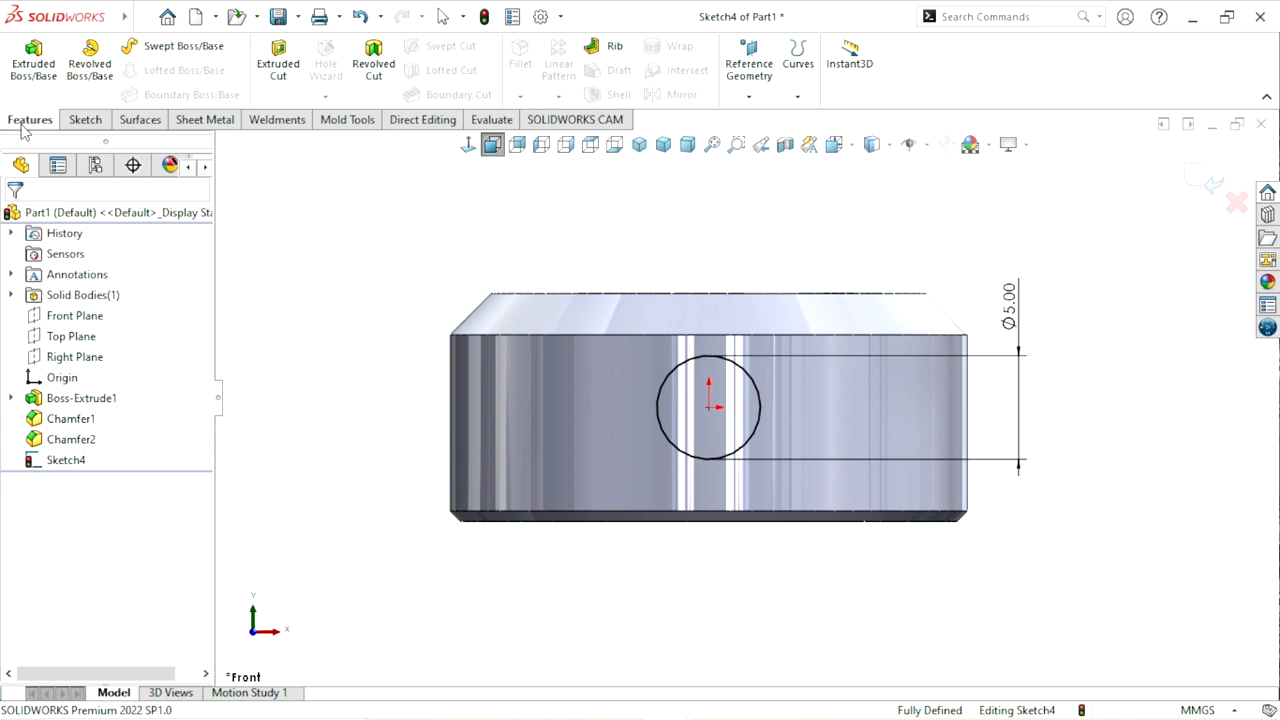 SOLIDWORKS
Sketch4 of Part1 *
Search Commands
Extruded Boss/Base
Revolved Boss/Base
Swept Boss/Base
Lofted Boss/Base
Boundary Boss/Base
Extruded Cut
Hole Wizard
Revolved Cut
Swept Cut
Lofted Cut
Boundary Cut
Fillet
Linear Pattern
Rib
Draft
Shell
Wrap
Intersect
Mirror
Reference Geometry
Curves
Instant3D
Features
Sketch
Surfaces
Sheet Metal
Weldments
Mold Tools
Direct Editing
Evaluate
SOLIDWORKS CAM
Part1 (Default) <<Default>_Display Sta
History
Sensors
Annotations
Solid Bodies(1)
Front Plane
Top Plane
Right Plane
Origin
Boss-Extrude1
Chamfer1
Chamfer2
Sketch4
Ø5.00
Y
X
*Front
Model
3D Views
Motion Study 1
SOLIDWORKS Premium 2022 SP1.0
Fully Defined
Editing Sketch4
MMGS